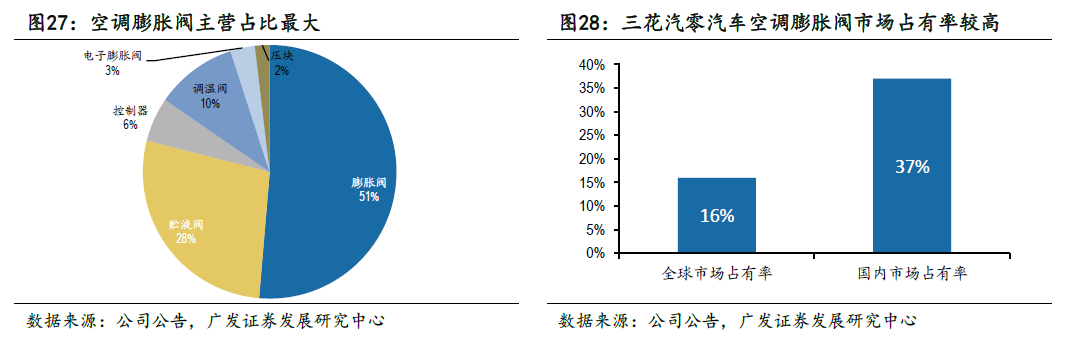 图27：空调膨胀阀主营占比最大
电子膨胀阀
3%
压块
2%
调温阀
10%
控制器
6%
膨胀阀
51%
贮液阀
28%
数据来源：公司公告，广发证券发展研究中心
图28：三花汽零汽车空调膨胀阀市场占有率较高
40%
35%
30%
25%
20%
15%
10%
5%
0%
16%
37%
全球市场占有率
国内市场占有率
数据来源：公司公告，广发证券发展研究中心